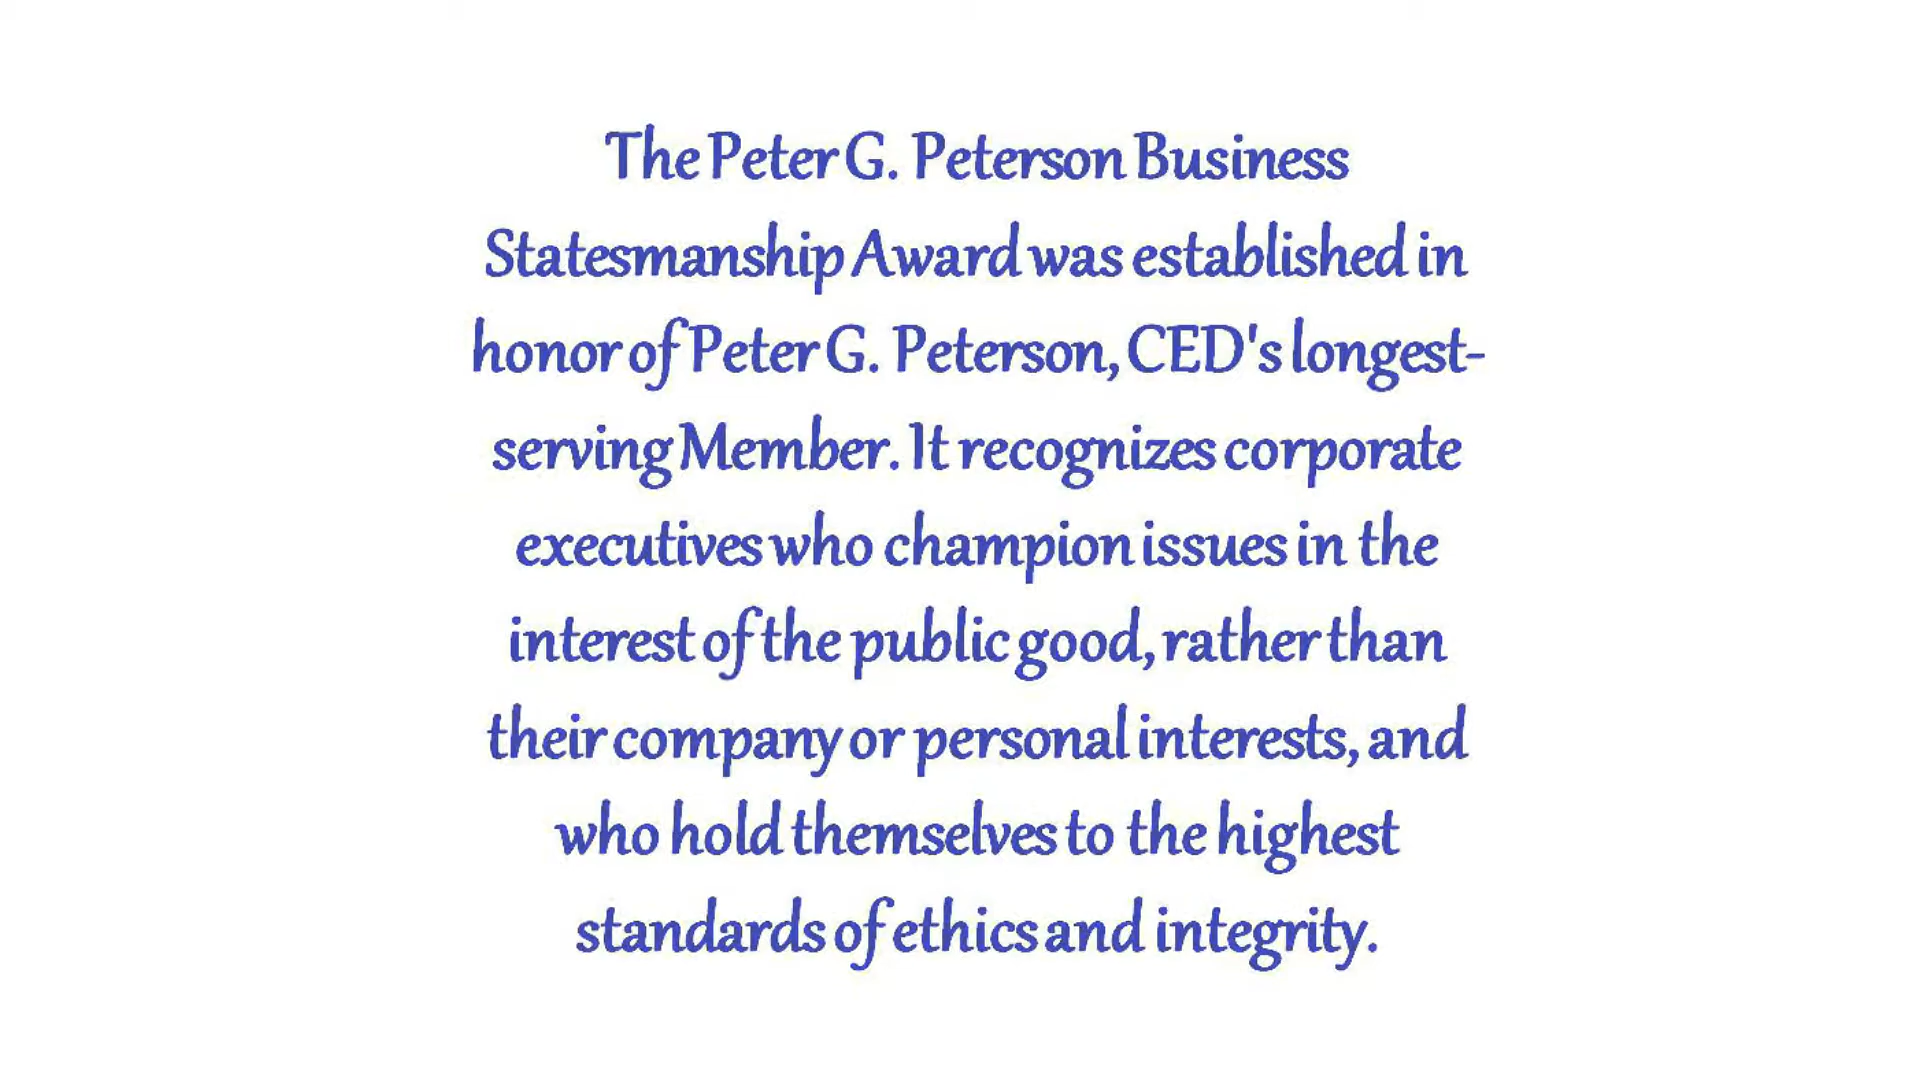 The Peter G. Peterson Business
Statesmanship Award was established in
honor of Peter G. Peterson, CED's longest-
serving Member. It recognizes corporate
executives who champion issues in the
interest of the public good, rather than
their company or personal interests, and
who hold themselves to the highest
standards of ethics and integrity.